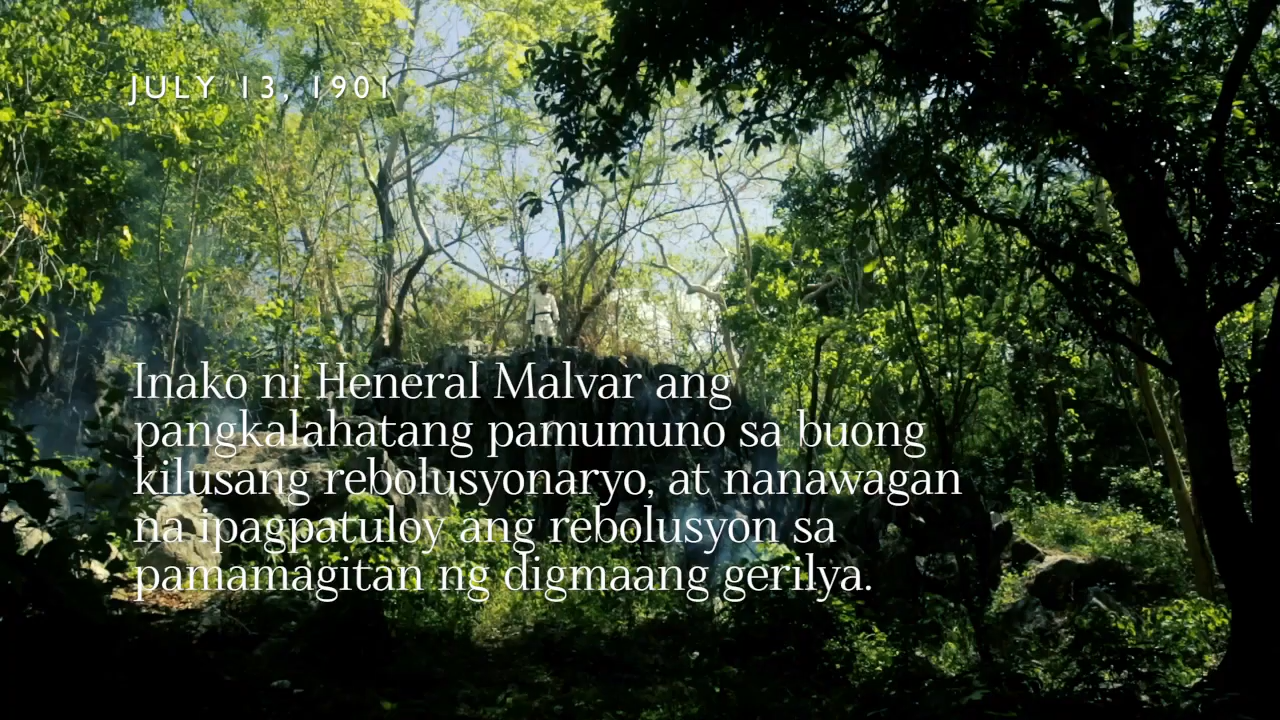 JULY 13, 1901
Inako ni Heneral Malvar ang
pangkalahatang pamumuno sa buong
kilusang rebolusyonaryo, at nanawagan
na ipagpatuloy ang rebolusyon sa
pamamagitan ng digmaang gerilya.